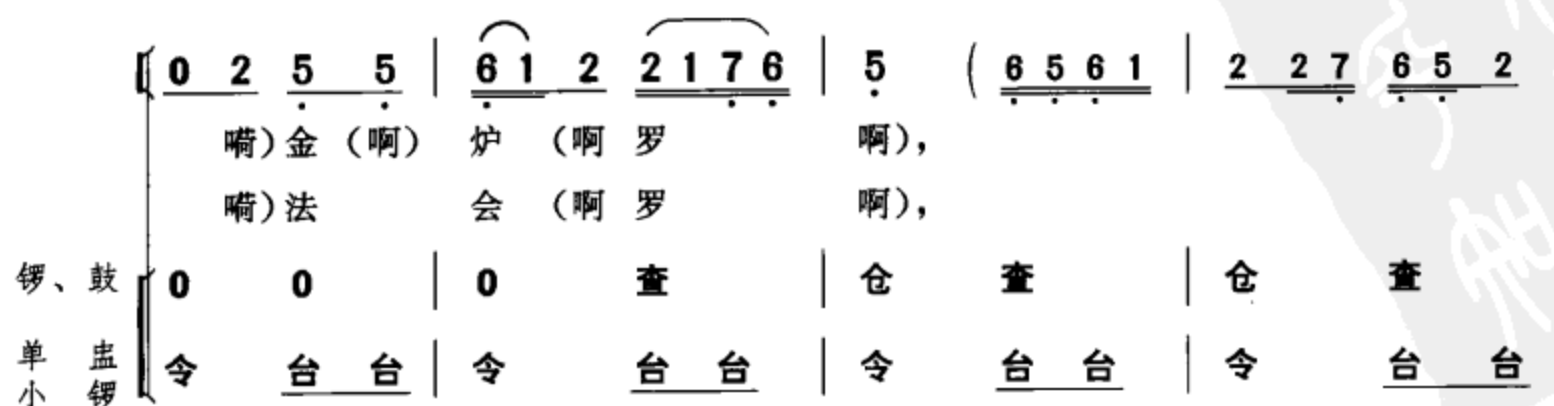 0 2 5 5 | 6 1 2 2 1 7 6 | 5 ( 6 5 6 1 | 2 2 7 6 5 2
嗬)金(啊) 炉 (啊 罗 啊),
嗬)法 会 (啊 罗 啊),
锣、鼓 0 0 | 0 查 | 仓 查 | 仓 查
单 盅 令 台 台 | 令 台 台 | 令 台 台 | 令 台 台
小 锣